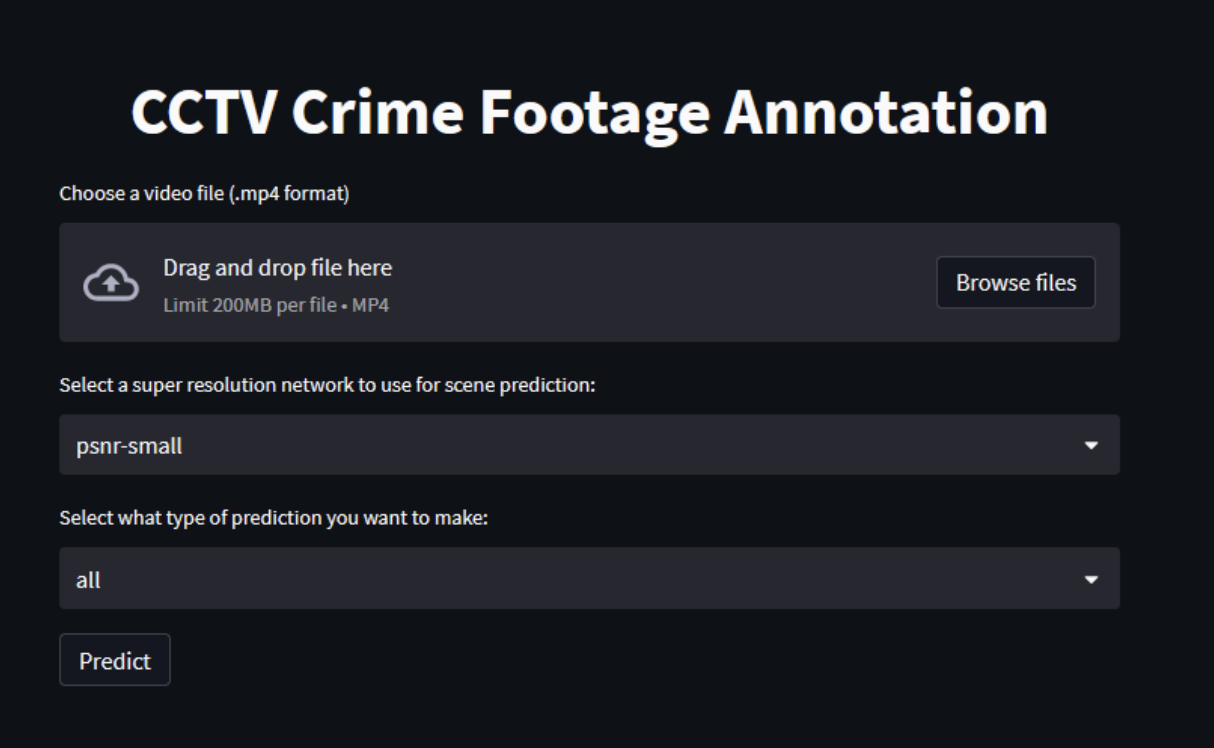 CCTV Crime Footage Annotation
Choose a video file (.mp4 format)
Drag and drop file here
Limit 200MB per file • MP4
Browse files
Select a super resolution network to use for scene prediction:
psnr-small
Select what type of prediction you want to make:
all
Predict